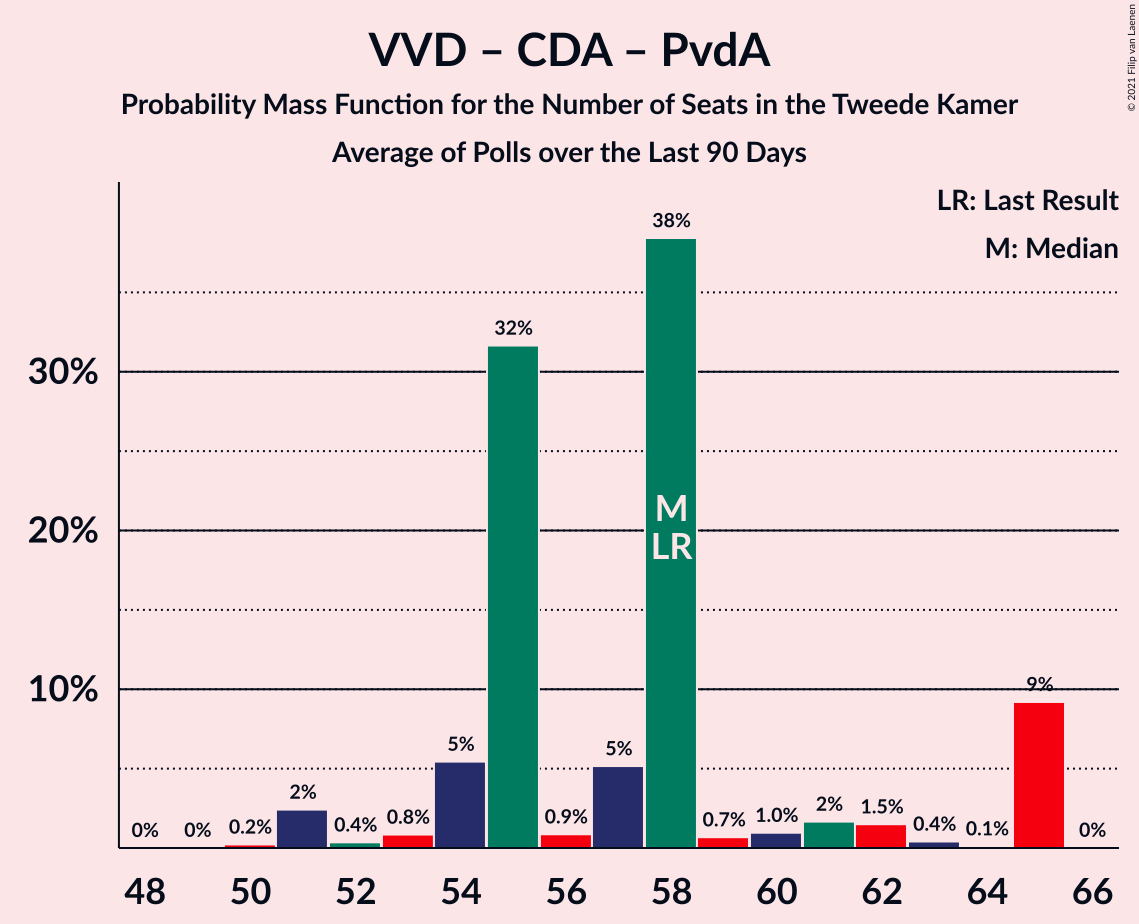 VVD – CDA – PvdA
Probability Mass Function for the Number of Seats in the Tweede Kamer
Average of Polls over the Last 90 Days
© 2021 Filip van Laenen
LR: Last Result
M: Median
30%
20%
10%
0%
0%
0.2%
2%
0.4%
0.8%
5%
32%
0.9%
5%
38%
0.7%
1.0%
2%
1.5%
0.4%
0.1%
9%
0%
M
LR
48 50 52 54 56 58 60 62 64 66